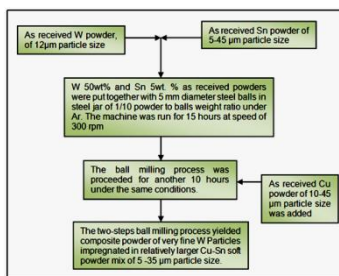 As received W powder,
of 12µm particle size
As received Sn powder of
5-45 µm particle size
W 50wt% and Sn 5wt. % as received powders
were put together with 5 mm diameter steel balls in
steel jar of 1/10 powder to balls weight ratio under
Ar. The machine was run for 15 hours at speed of
300 rpm
The ball milling process was
proceeded for another 10 hours
under the same conditions.
As received Cu
powder of 10-45
µm particle size
was added
The two-steps ball milling process yielded
composite powder of very fine W Particles
impregnated in relatively larger Cu-Sn soft
powder mix of 5 -35 µm particle size.